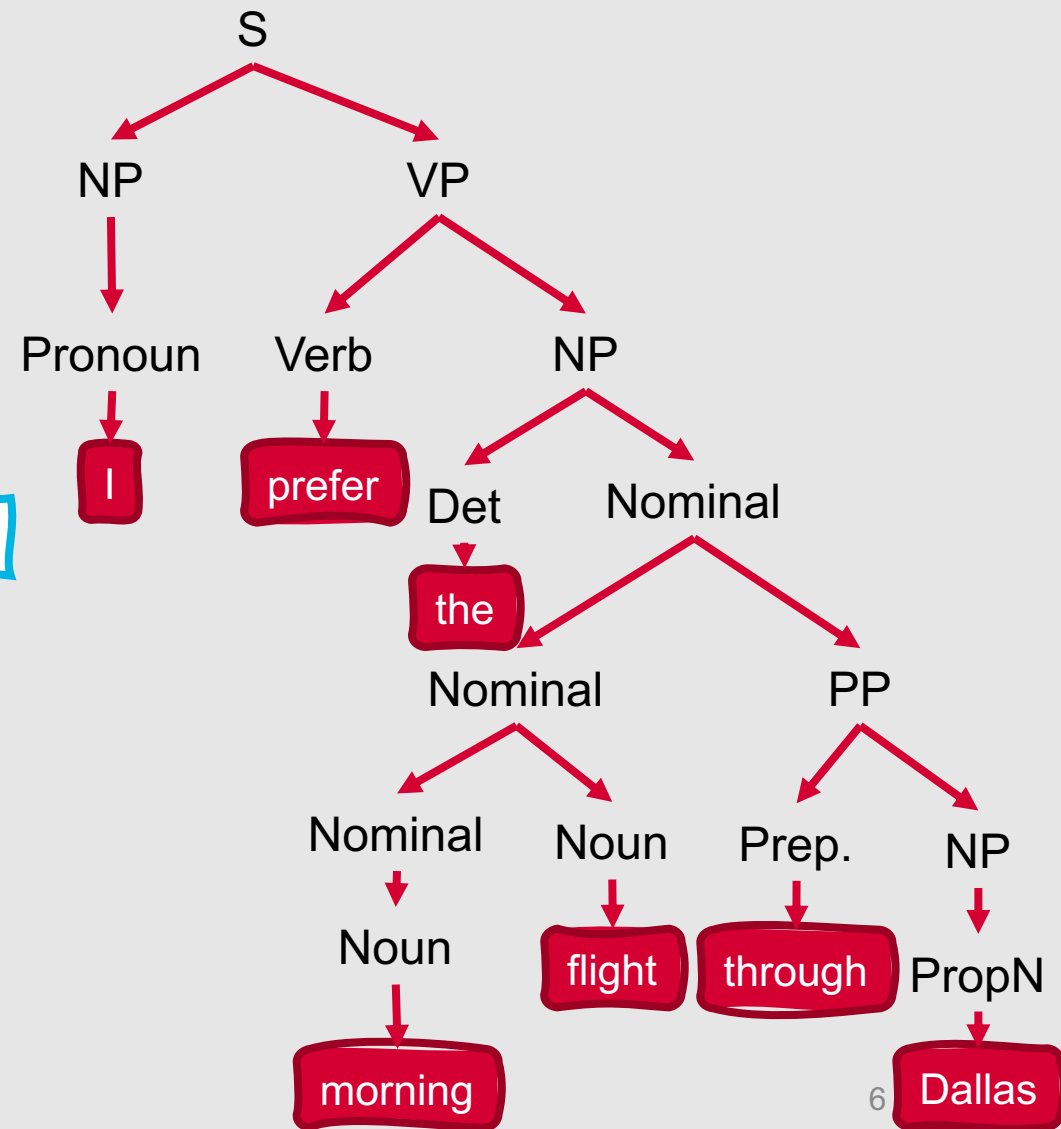 S
NP VP
Pronoun Verb NP
I prefer Det Nominal
the
Nominal PP
Nominal Noun Prep. NP
Noun flight through PropN
morning 6 Dallas